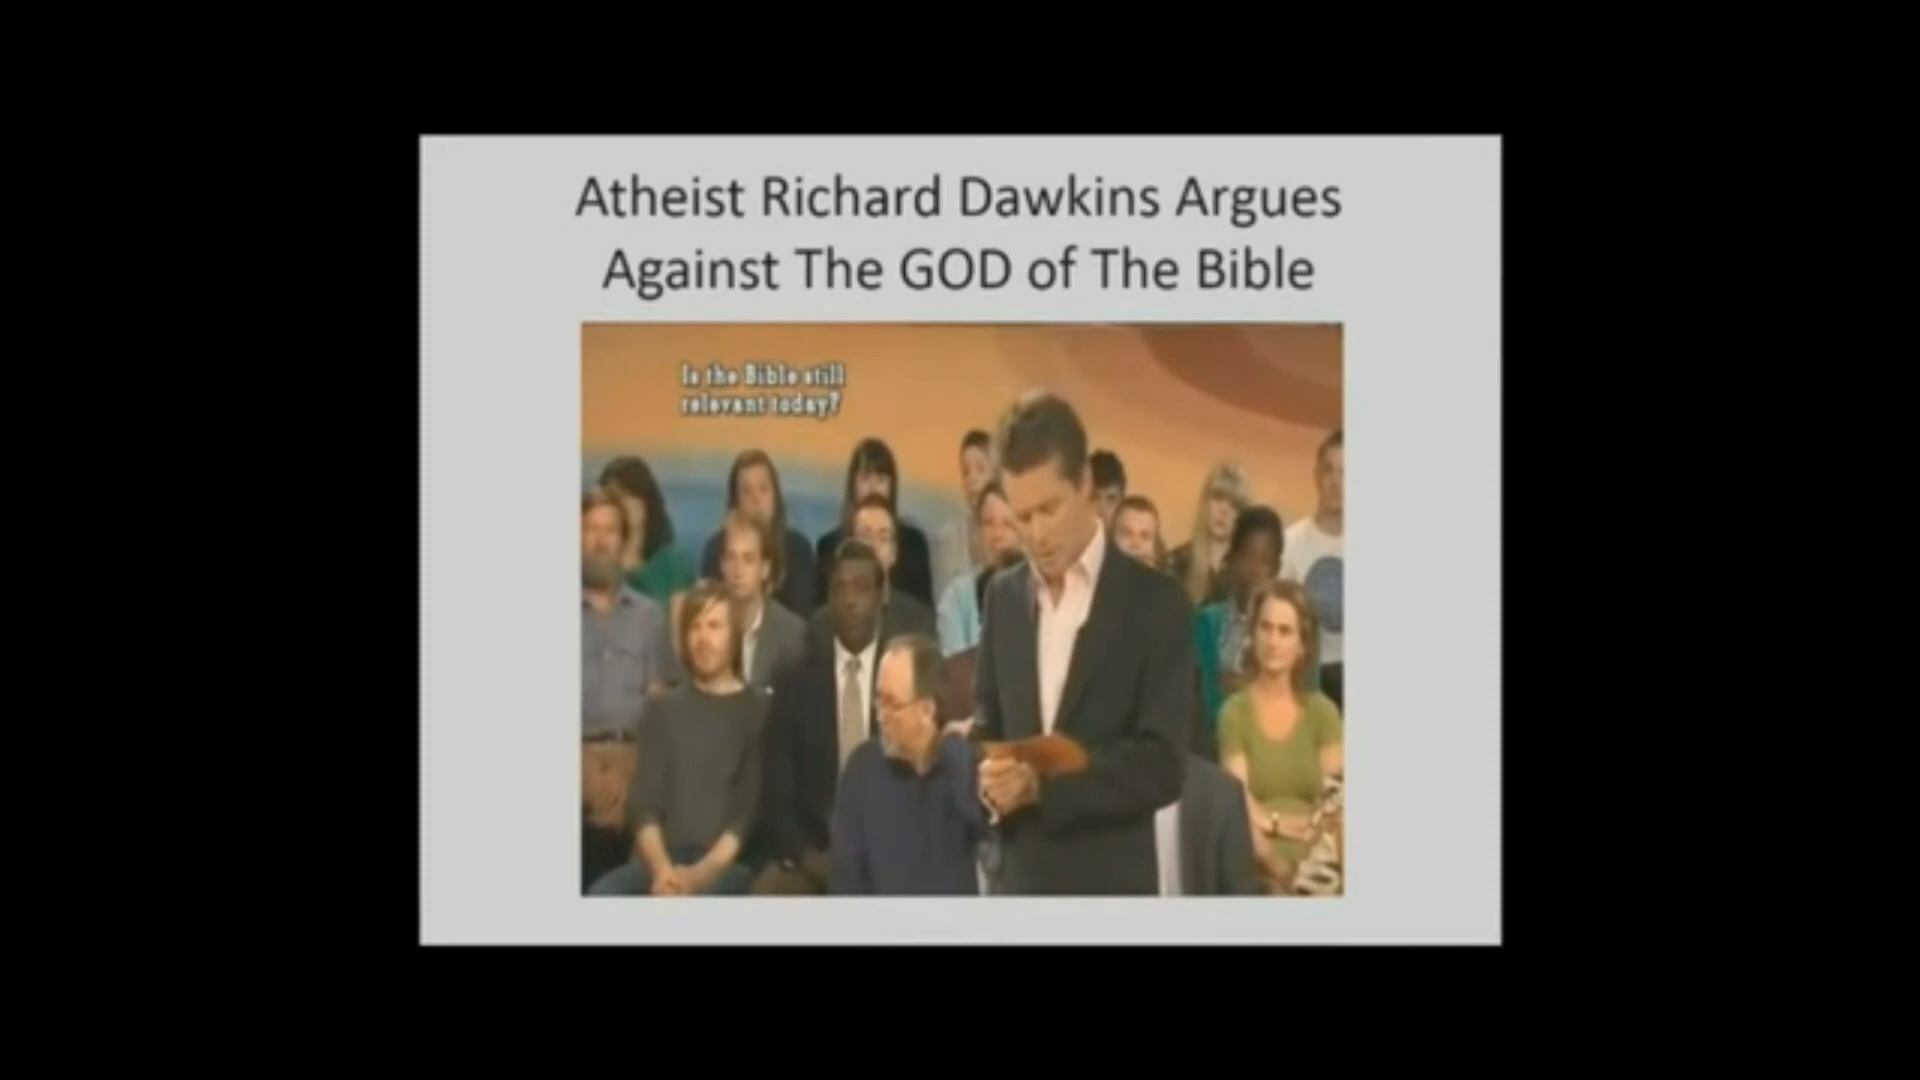 Atheist Richard Dawkins Argues
Against The GOD of The Bible
Is the Bible still
relevant today?